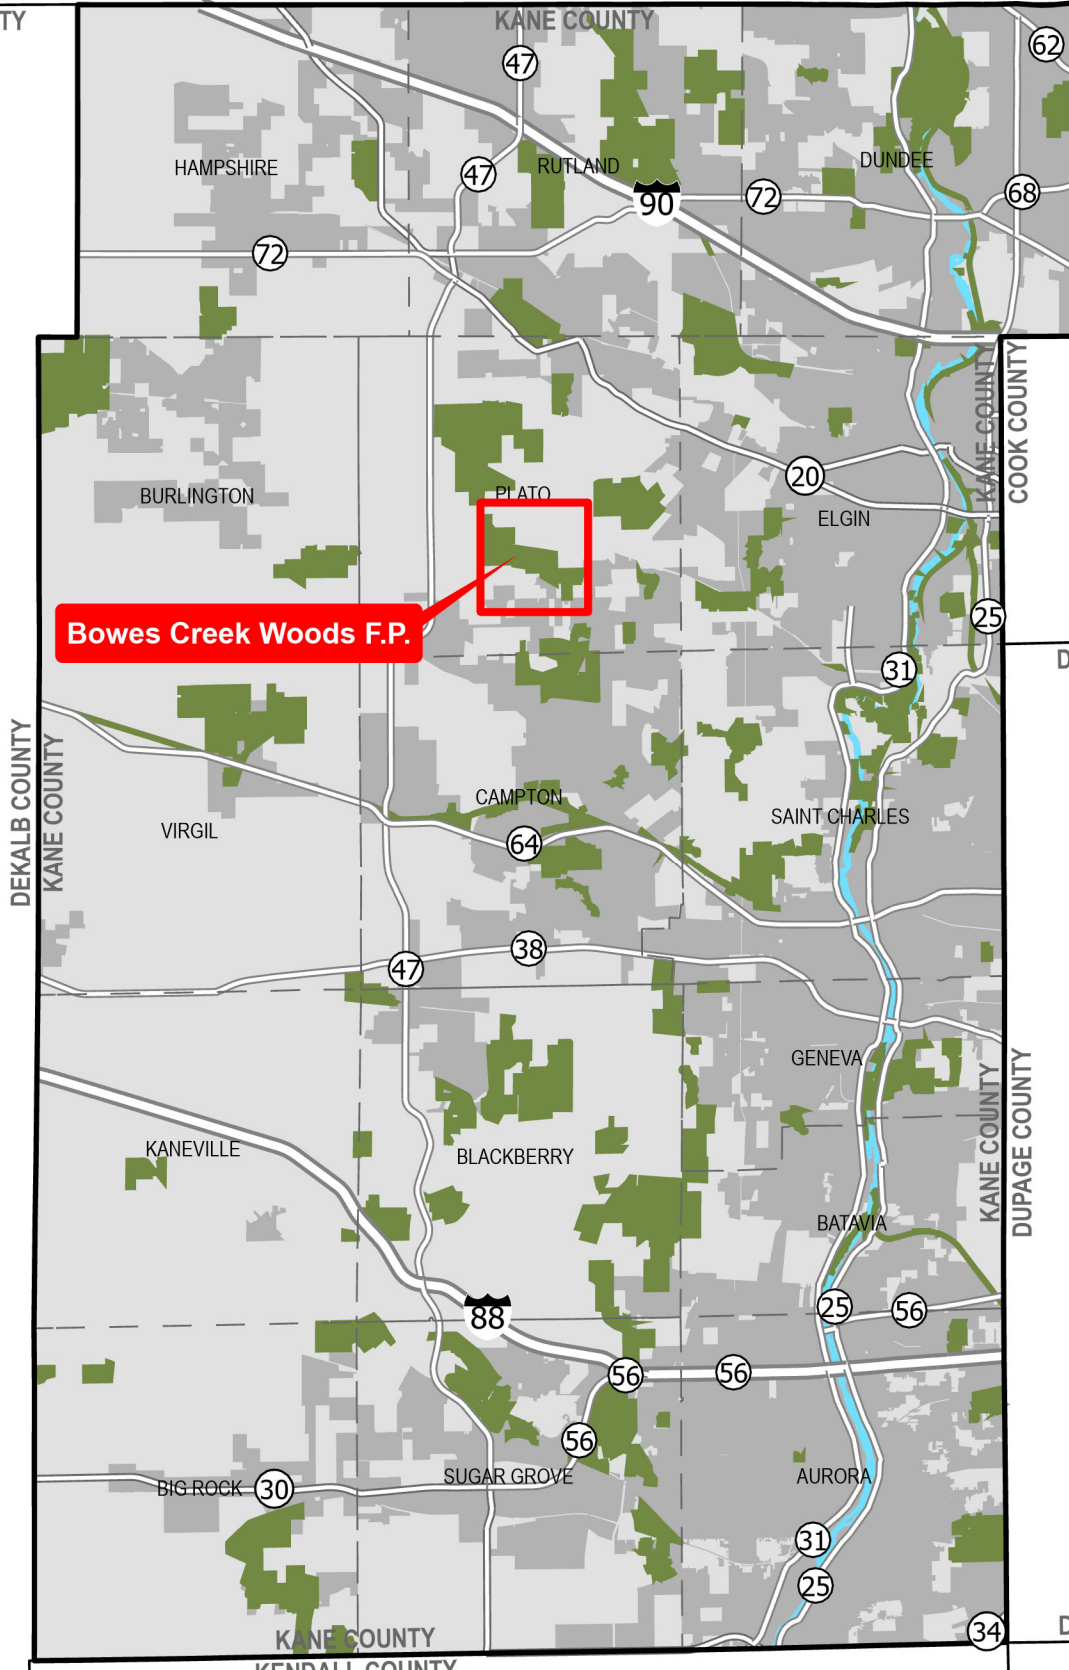 TY
KANE COUNTY
62
47
HAMPSHIRE
47
RUTLAND
DUNDEE
90
72
68
72
KANE COUNTY
COOK COUNTY
20
BURLINGTON
PLATO
ELGIN
25
Bowes Creek Woods F.P.
D
31
DEKALB COUNTY
KANE COUNTY
CAMPTON
VIRGIL
SAINT CHARLES
64
38
47
GENEVA
KANE COUNTY
DUPAGE COUNTY
KANEVILLE
BLACKBERRY
BATAVIA
88
25
56
56
56
56
SUGAR GROVE
AURORA
BIG ROCK
30
31
25
34
D
KANE COUNTY
KENDALL COUNTY